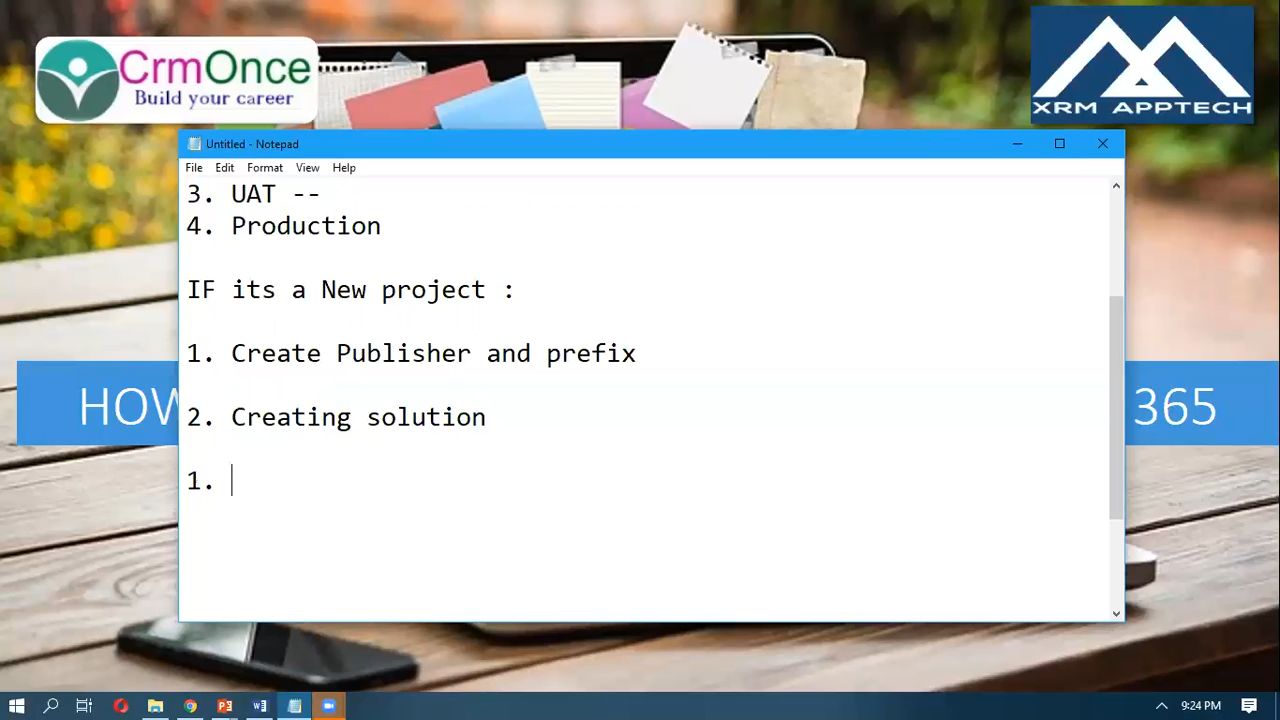 CrmOnce
Build your career
XRM APPTECH
Untitled - Notepad
File Edit Format View Help
3. UAT --
4. Production
IF its a New project :
1. Create Publisher and prefix
HOW
365
2. Creating solution
1.
9:24 PM